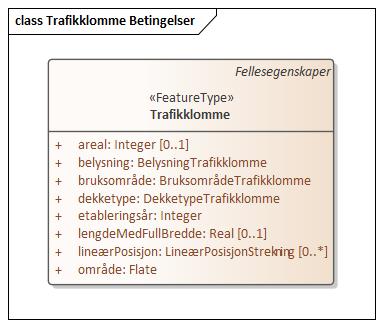 class Trafikklomme Betingelser
Fellesegenskaper
«FeatureType»
Trafikklomme
+ areal: Integer [0..1]
+ belysning: BelysningTrafikklomme
+ bruksområde: BruksområdeTrafikklomme
+ dekketype: DekketypeTrafikklomme
+ etableringsår: Integer
+ lengdeMedFullBredde: Real [0..1]
+ lineærPosisjon: LineærPosisjonStrekning [0..*]
+ område: Flate